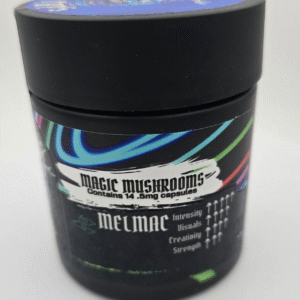 MAGIC MUSHROOMS
Contains 14 .5mg capsules
MELMAC
Intensity ↑↑↑↑↑
Visuals ↑↑↑↑↑
Creativity ↑↑↑
Strength ↑↑↑↑